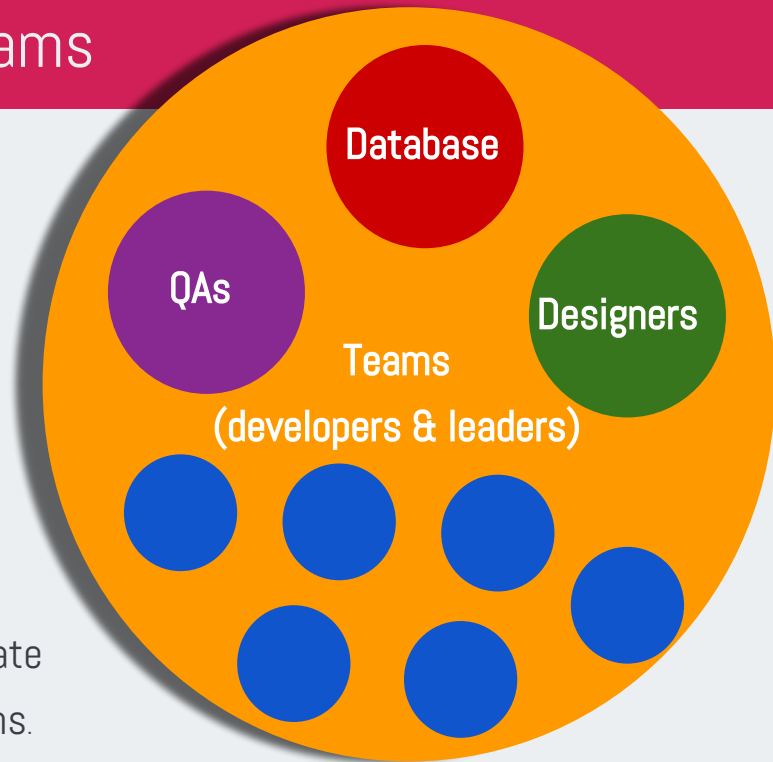 ams
Database
QAs
Designers
Teams
(developers & leaders)
ate
ns.